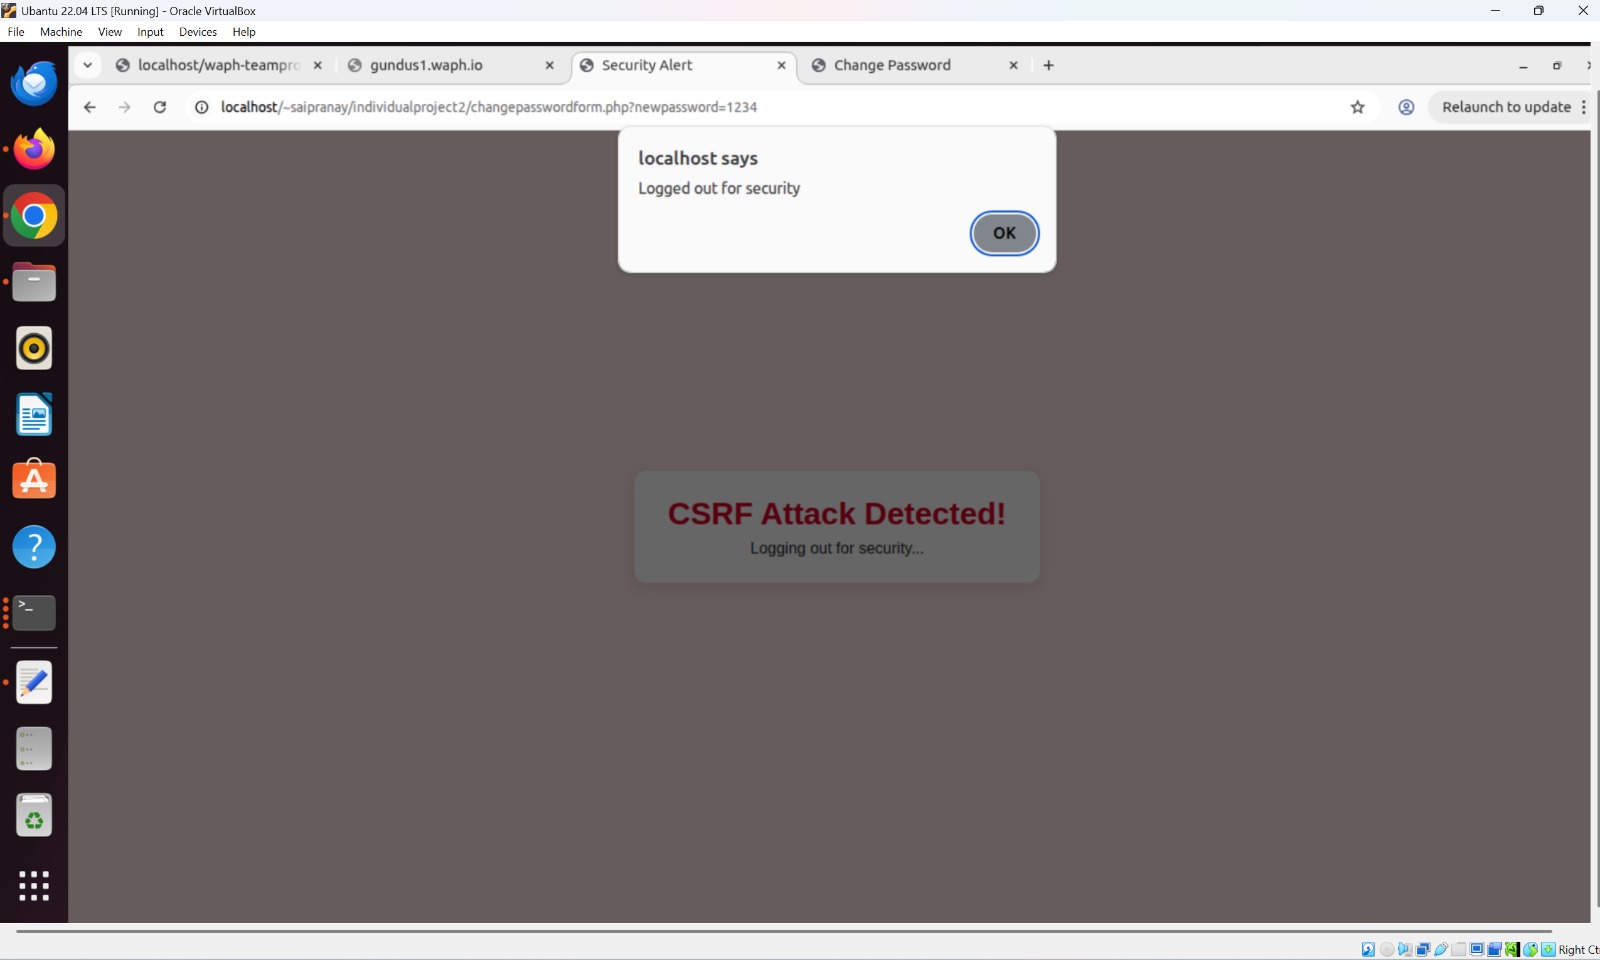 Ubuntu 22.04 LTS [Running] - Oracle VirtualBox
File Machine View Input Devices Help
localhost/waph-teampro
gundus1.waph.io
Security Alert
Change Password
localhost/~saipranay/individualproject2/changepasswordform.php?newpassword=1234
Relaunch to update
localhost says
Logged out for security
OK
CSRF Attack Detected!
Logging out for security...
Right Ct